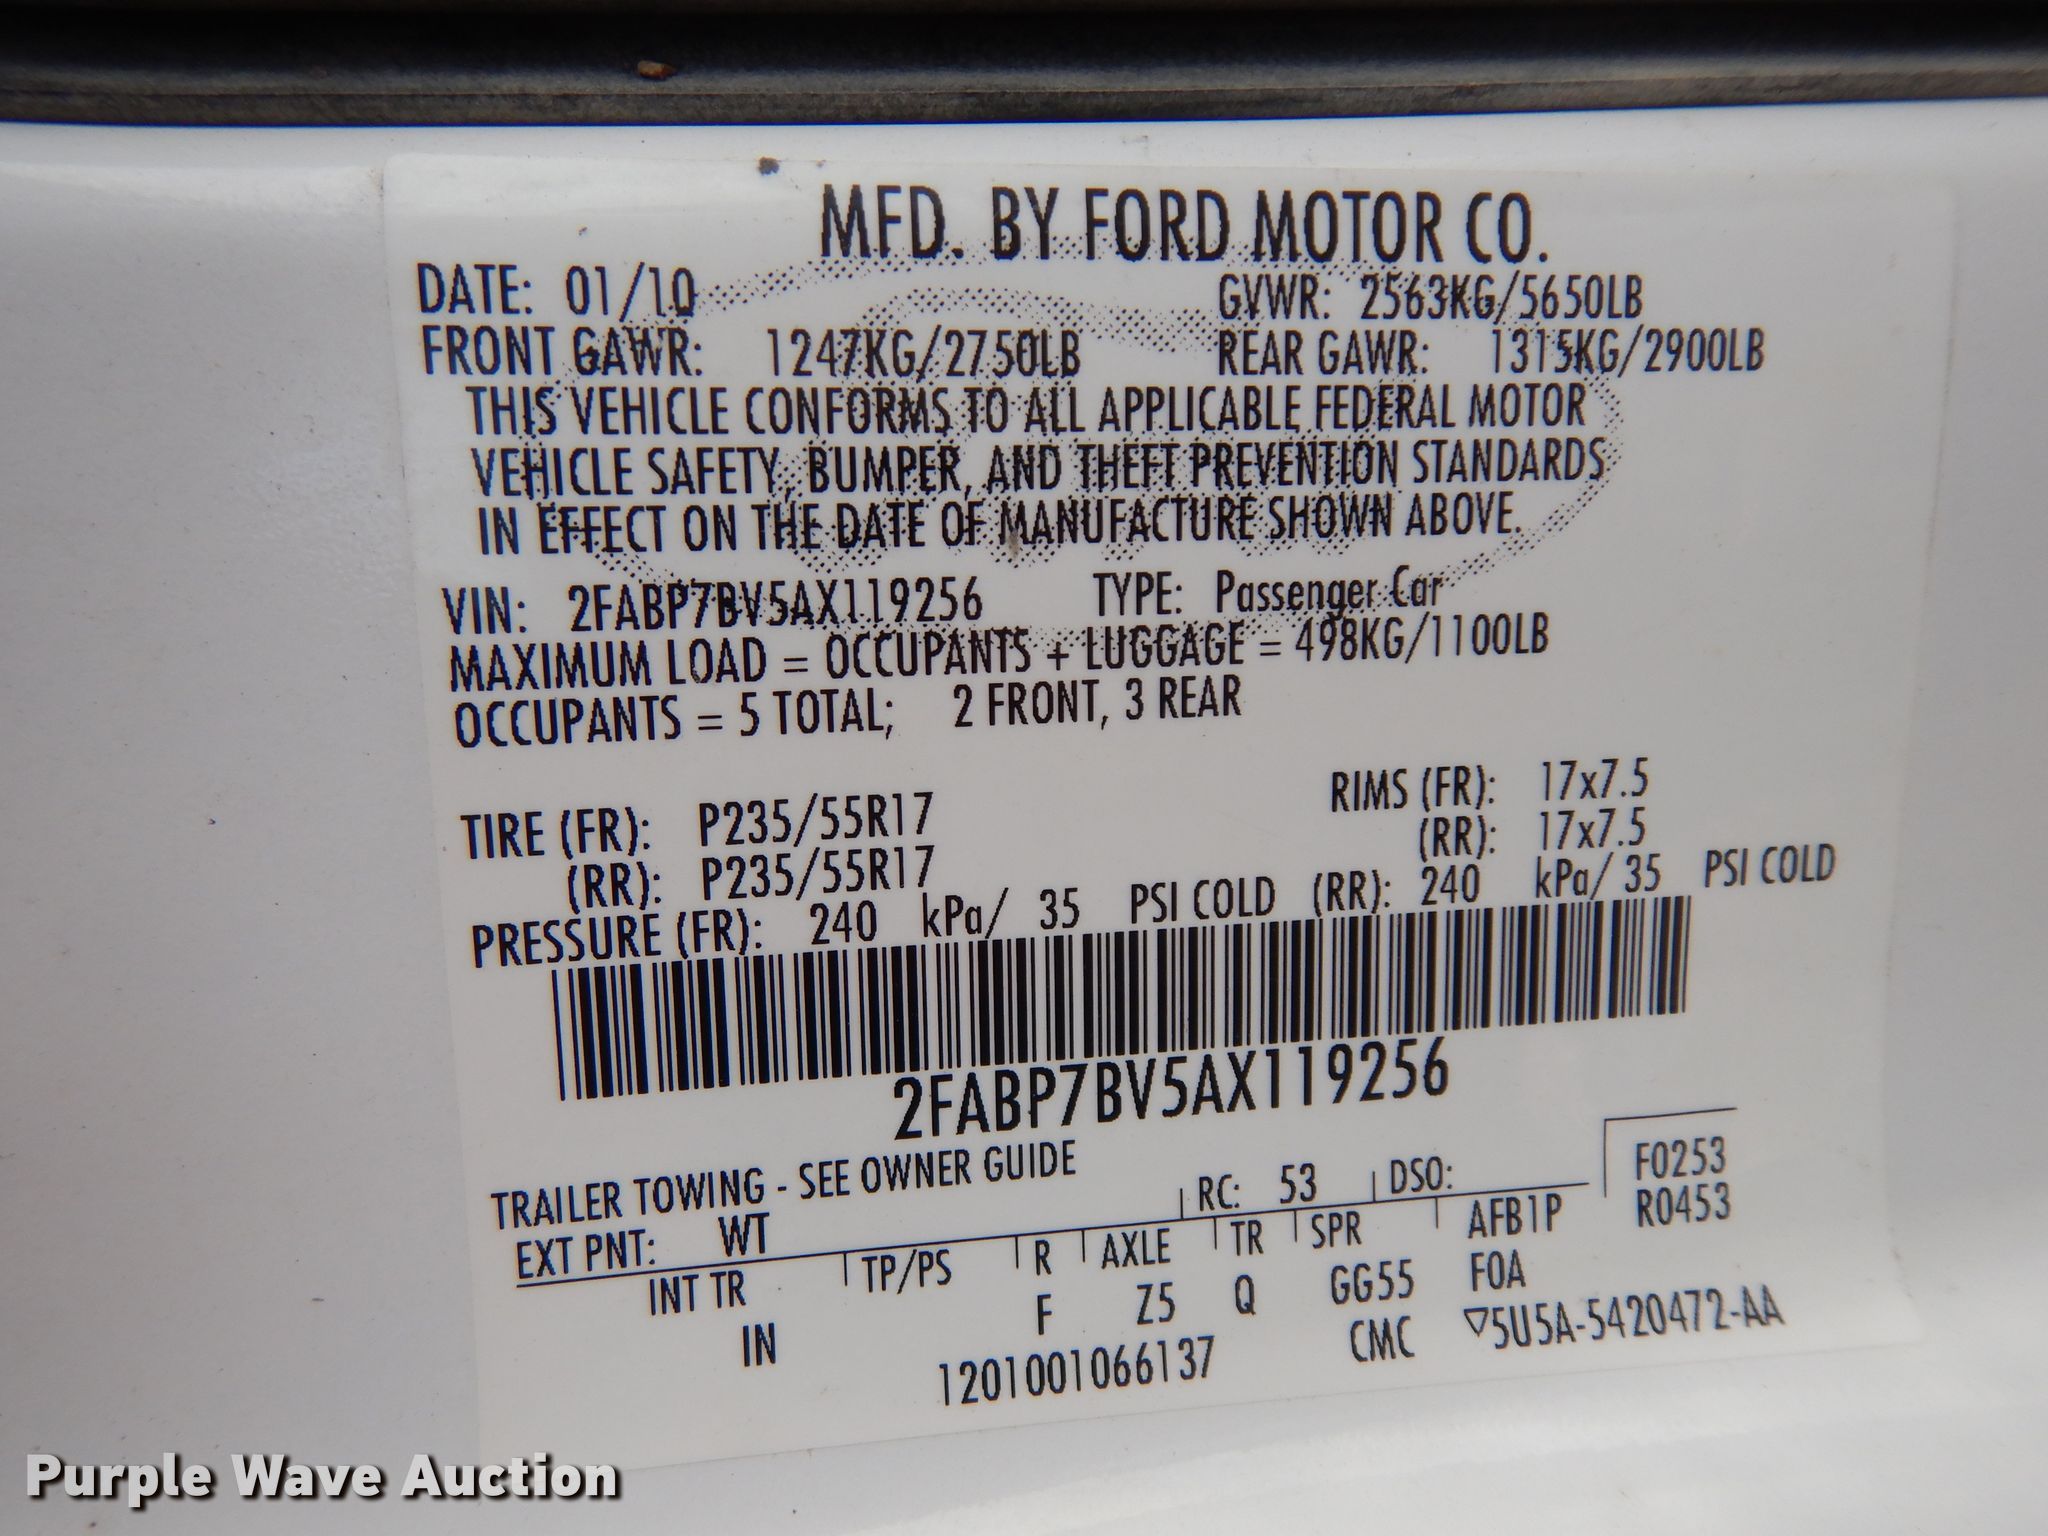 MFD. BY FORD MOTOR CO.
DATE: 01/10 GVWR: 2563KG/5650LB
FRONT GAWR: 1247KG/2750LB REAR GAWR: 1315KG/2900LB
THIS VEHICLE CONFORMS TO ALL APPLICABLE FEDERAL MOTOR
VEHICLE SAFETY, BUMPER, AND THEFT PREVENTION STANDARDS
IN EFFECT ON THE DATE OF MANUFACTURE SHOWN ABOVE.
VIN: 2FABP7BV5AX119256 TYPE: Passenger Car
MAXIMUM LOAD = OCCUPANTS + LUGGAGE = 498KG/1100LB
OCCUPANTS = 5 TOTAL; 2 FRONT, 3 REAR
TIRE (FR): P235/55R17 RIMS (FR): 17x7.5
(RR): P235/55R17 (RR): 17x7.5
PRESSURE (FR): 240 kPa/ 35 PSI COLD (RR): 240 kPa/ 35 PSI COLD
2FABP7BV5AX119256
TRAILER TOWING - SEE OWNER GUIDE RC: 53 DSO: F0253
EXT PNT: WT AFB1P R0453
INT TR TP/PS R AXLE TR SPR F0A
IN F Z5 Q GG55
1201001066137 CMC ▽5U5A-5420472-AA
Purple Wave Auction